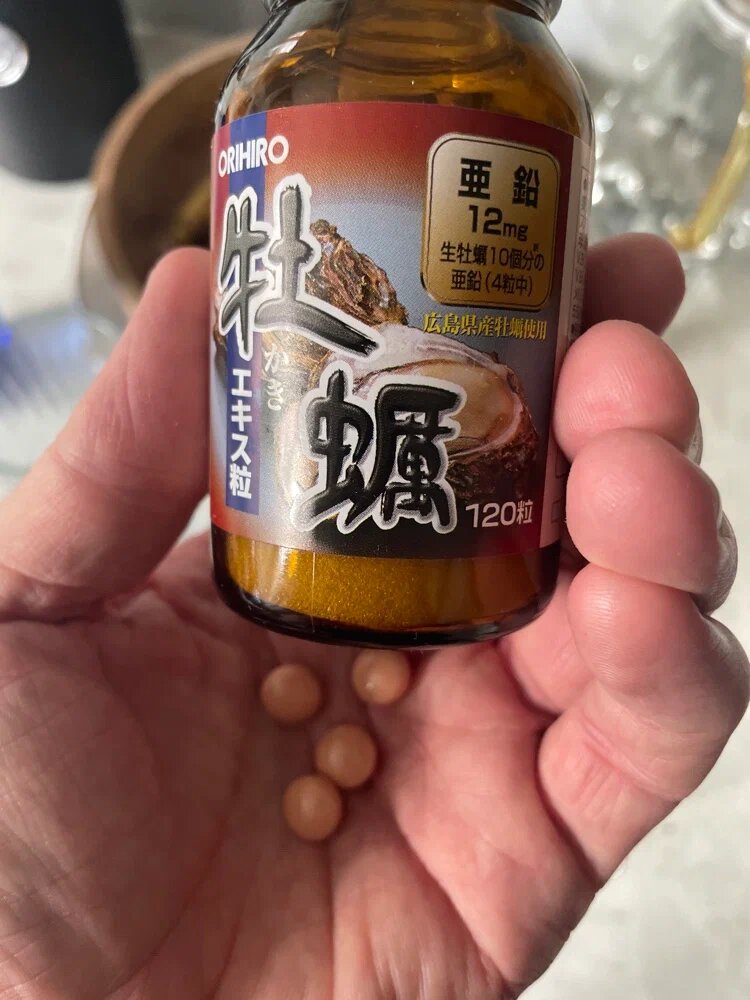 ORIHIRO
牡蠣
かき
エキス粒
亜鉛
12mg
生牡蠣10個分の
亜鉛(4粒中)
広島県産牡蠣使用
120粒